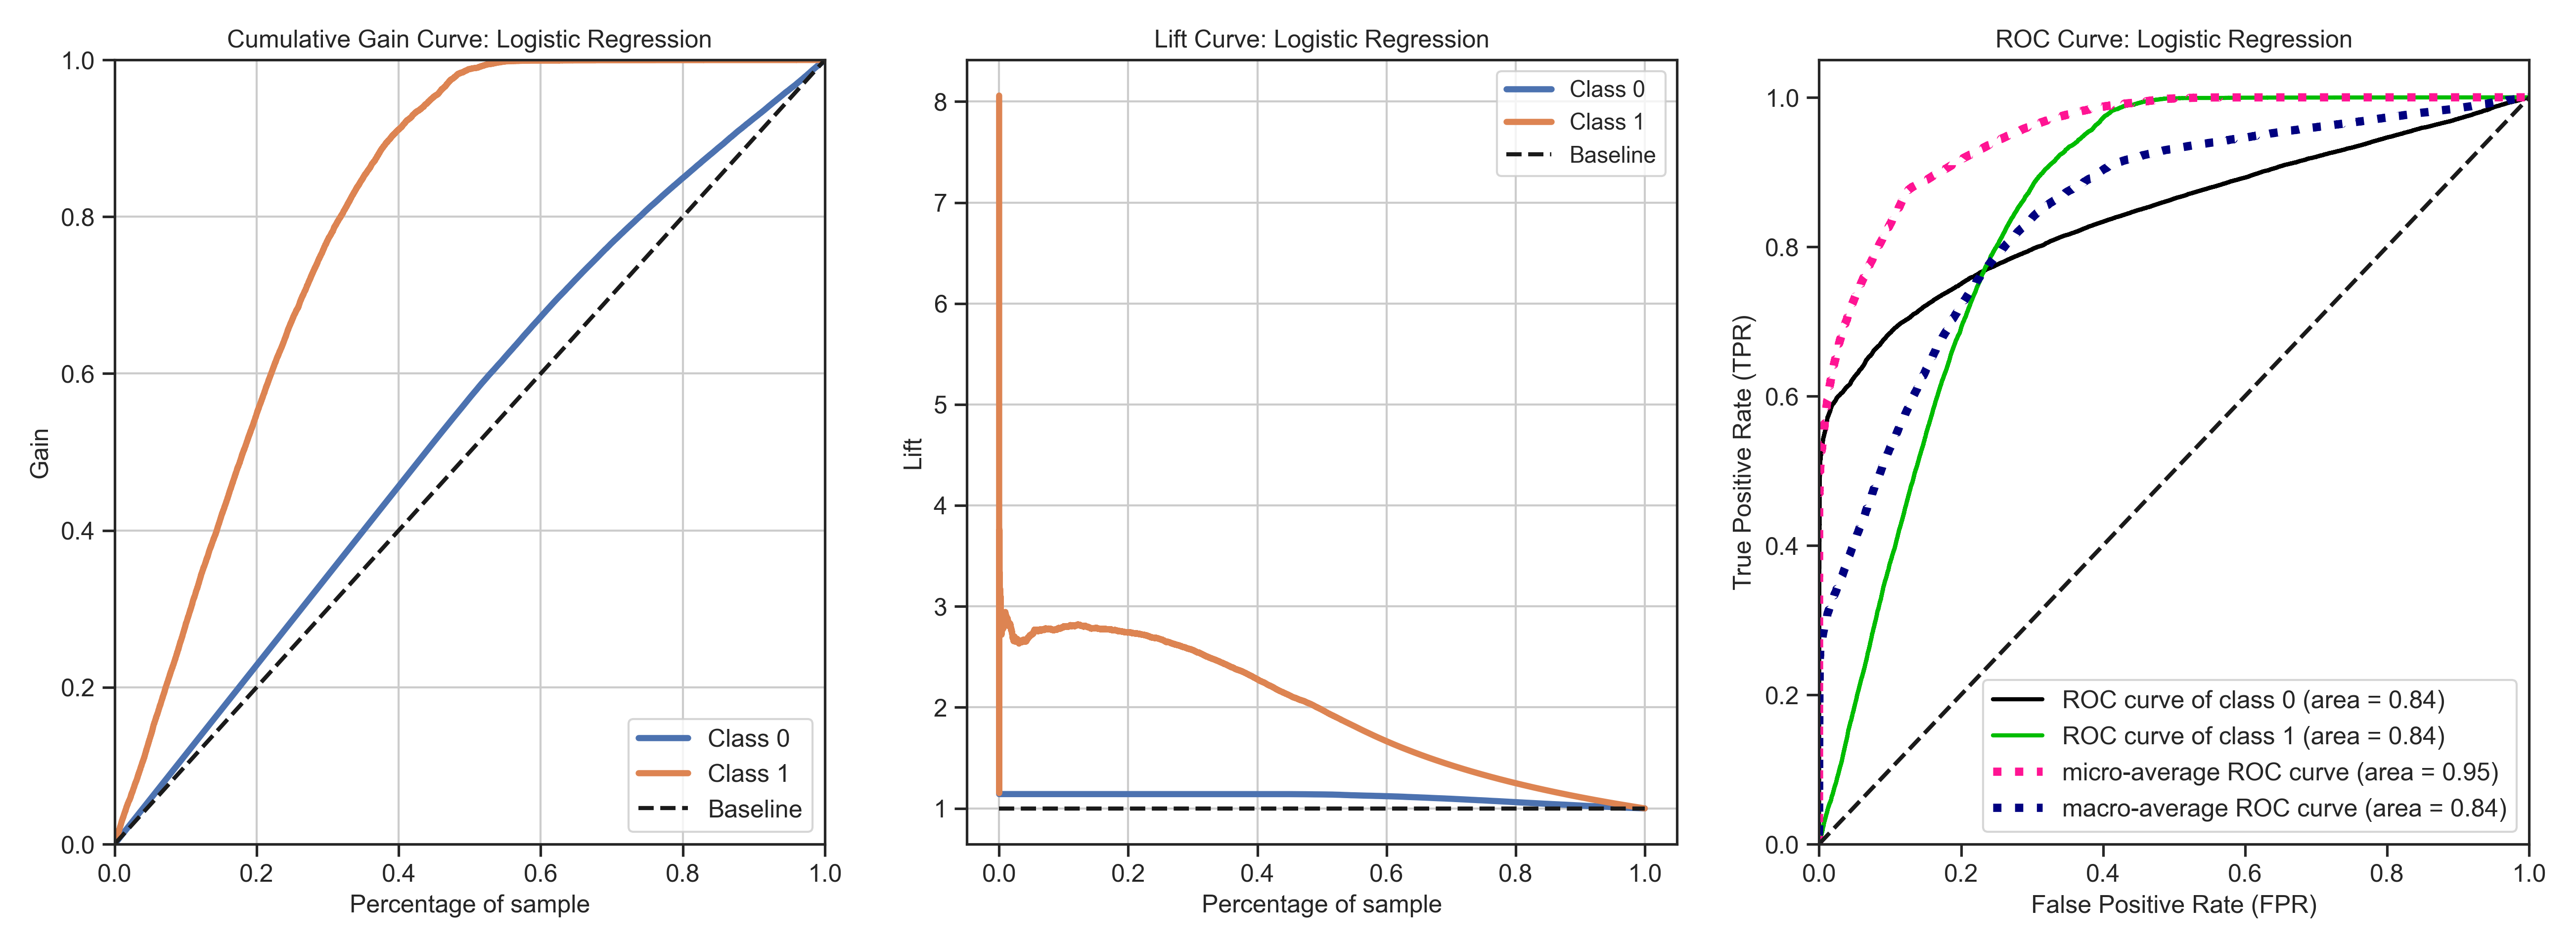 Cumulative Gain Curve: Logistic Regression
1.0
0.8
0.6
0.4
0.2
0.0
Gain
0.0 0.2 0.4 0.6 0.8 1.0
Percentage of sample
Class 0
Class 1
Baseline
Lift Curve: Logistic Regression
8
7
6
5
4
3
2
1
Lift
0.0 0.2 0.4 0.6 0.8 1.0
Percentage of sample
Class 0
Class 1
Baseline
ROC Curve: Logistic Regression
1.0
0.8
0.6
0.4
0.2
0.0
True Positive Rate (TPR)
0.0 0.2 0.4 0.6 0.8 1.0
False Positive Rate (FPR)
ROC curve of class 0 (area = 0.84)
ROC curve of class 1 (area = 0.84)
micro-average ROC curve (area = 0.95)
macro-average ROC curve (area = 0.84)